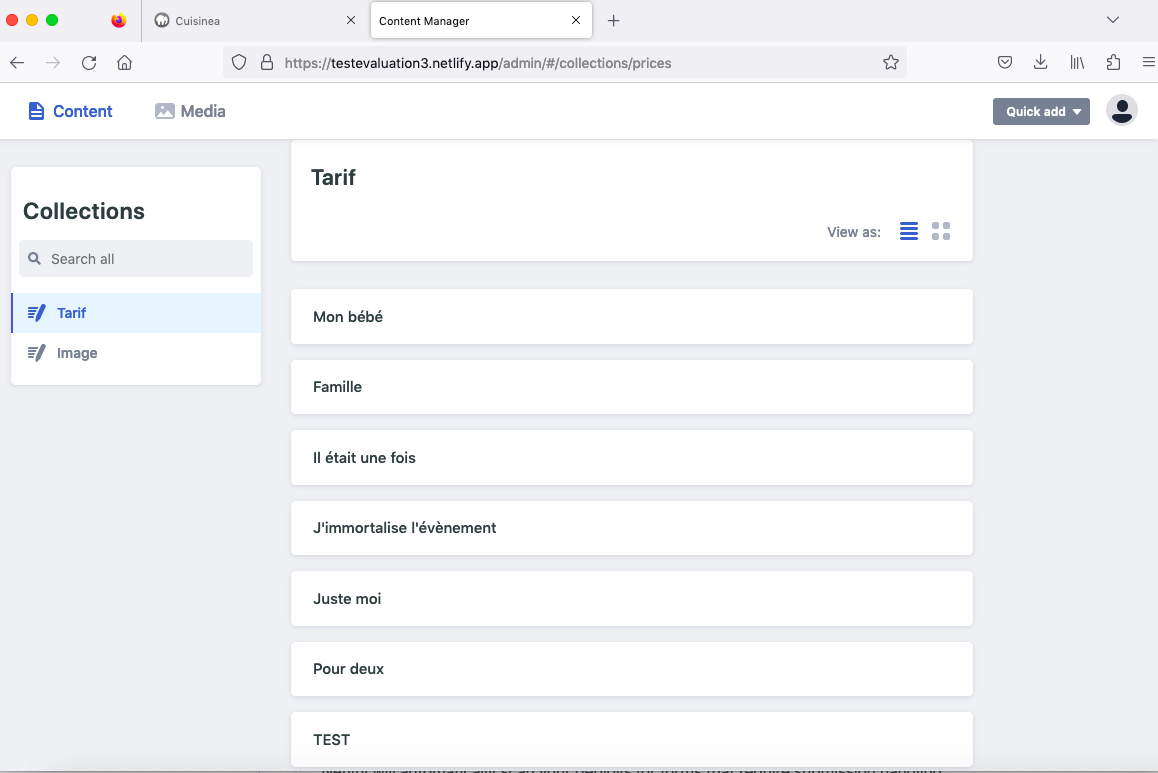 Cuisinea
Content Manager
https://testevaluation3.netlify.app/admin/#/collections/prices
Content
Media
Quick add
Collections
Search all
Tarif
Image
Tarif
View as:
Mon bébé
Famille
Il était une fois
J'immortalise l'évènement
Juste moi
Pour deux
TEST